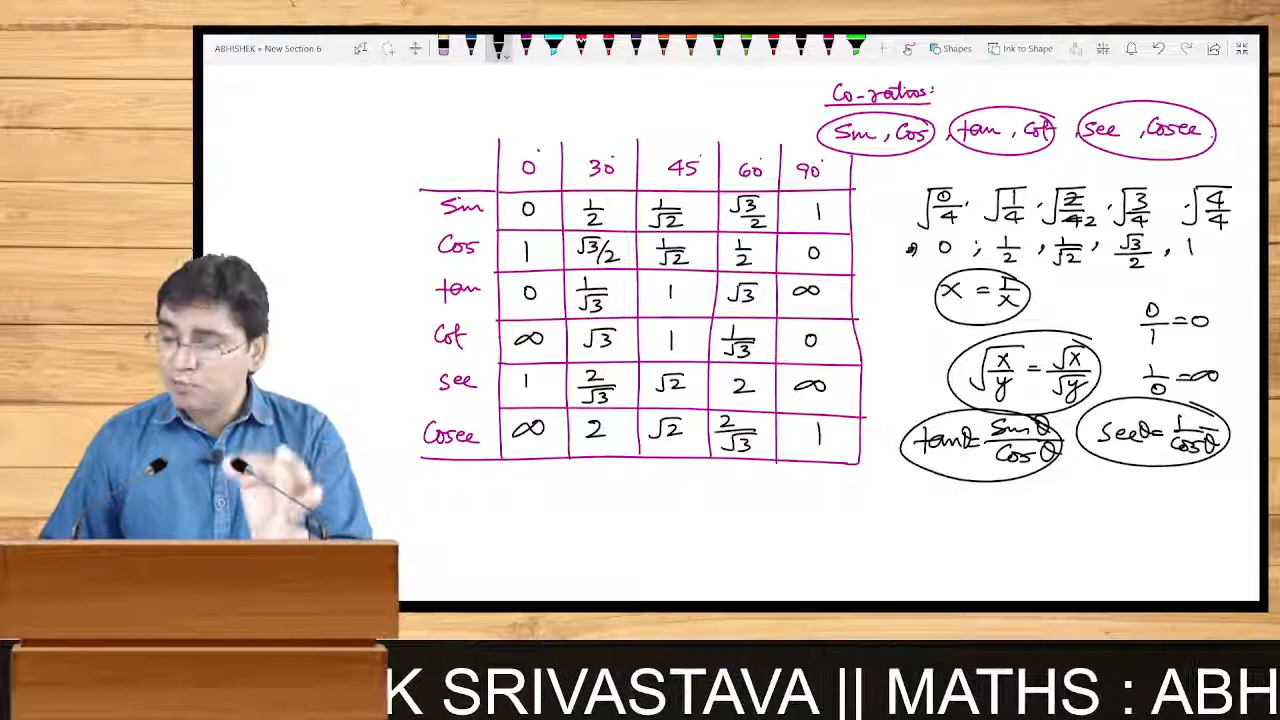 ABHISHEK » New Section 6
Shapes
Ink to Shape
Co-ratios:
Sin, Cos, tan, Cot, sec, Cosec
0° 30° 45° 60° 90°
Sin 0 1/2 1/√2 √3/2 1
Cos 1 √3/2 1/√2 1/2 0
tan 0 1/√3 1 √3 ∞
Cot ∞ √3 1 1/√3 0
sec 1 2/√3 √2 2 ∞
Cosec ∞ 2 √2 2/√3 1
√0/4, √1/4, √2/4 2, √3/4, √4/4
0, 1/2, 1/√2, √3/2, 1
x = 1/x
0/1 = 0
√x/y = √x/√y
1/0 = ∞
tanθ = Sinθ/Cosθ
secθ = 1/Cosθ
K SRIVASTAVA || MATHS : ABH